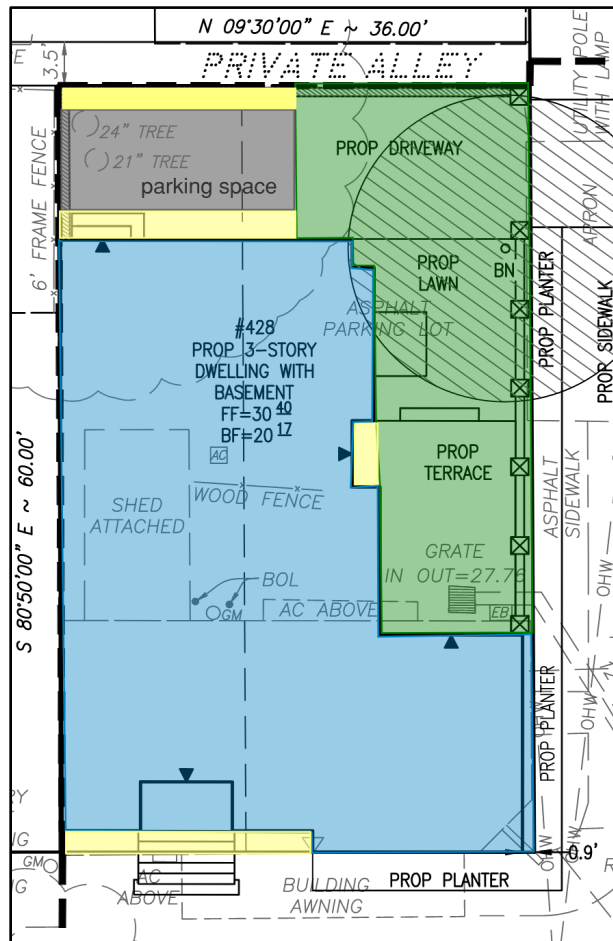 N 09°30'00" E ~ 36.00'
3.5'
PRIVATE ALLEY
UTILITY POLE
WITH LAMP
24" TREE
21" TREE
parking space
6' FRAME FENCE
PROP DRIVEWAY
APRON
PROP
LAWN
BN
PROP PLANTER
PROP SIDEWALK
ASPHALT
PARKING LOT
#428
PROP 3-STORY
DWELLING WITH
BASEMENT
FF=30 40
BF=20 17
S 80°50'00" E ~ 60.00'
AC
PROP
TERRACE
ASPHALT
SIDEWALK
WOOD FENCE
SHED
ATTACHED
GRATE
IN OUT=27.76
BOL
GM
AC ABOVE
EB
OHW
OHW
OHW
PROP PLANTER
OHW
OHW
0.9'
GM
AC
ABOVE
BUILDING
AWNING
PROP PLANTER